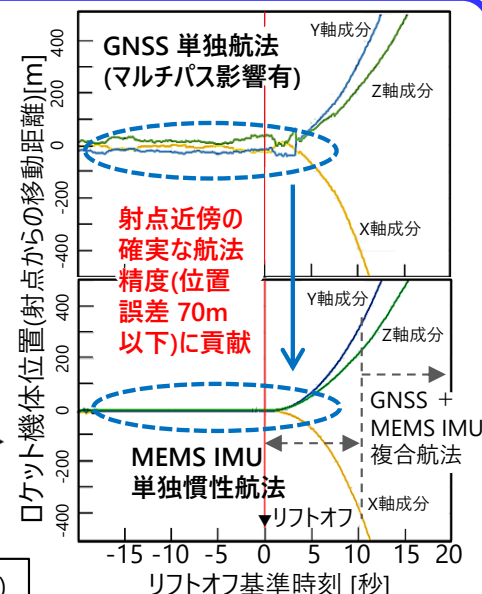 GNSS 単独航法
(マルチパス影響有)
Y軸成分
Z軸成分
X軸成分
400
200
0
-200
-400
射点近傍の
確実な航法
精度(位置
誤差 70m
以下)に貢献
ロケット機体位置(射点からの移動距離)[m]
Y軸成分
Z軸成分
GNSS +
MEMS IMU
複合航法
MEMS IMU
単独慣性航法
X軸成分
▼リフトオフ
400
200
0
-200
-400
-15 -10 -5 0 5 10 15 20
リフトオフ基準時刻 [秒]
)